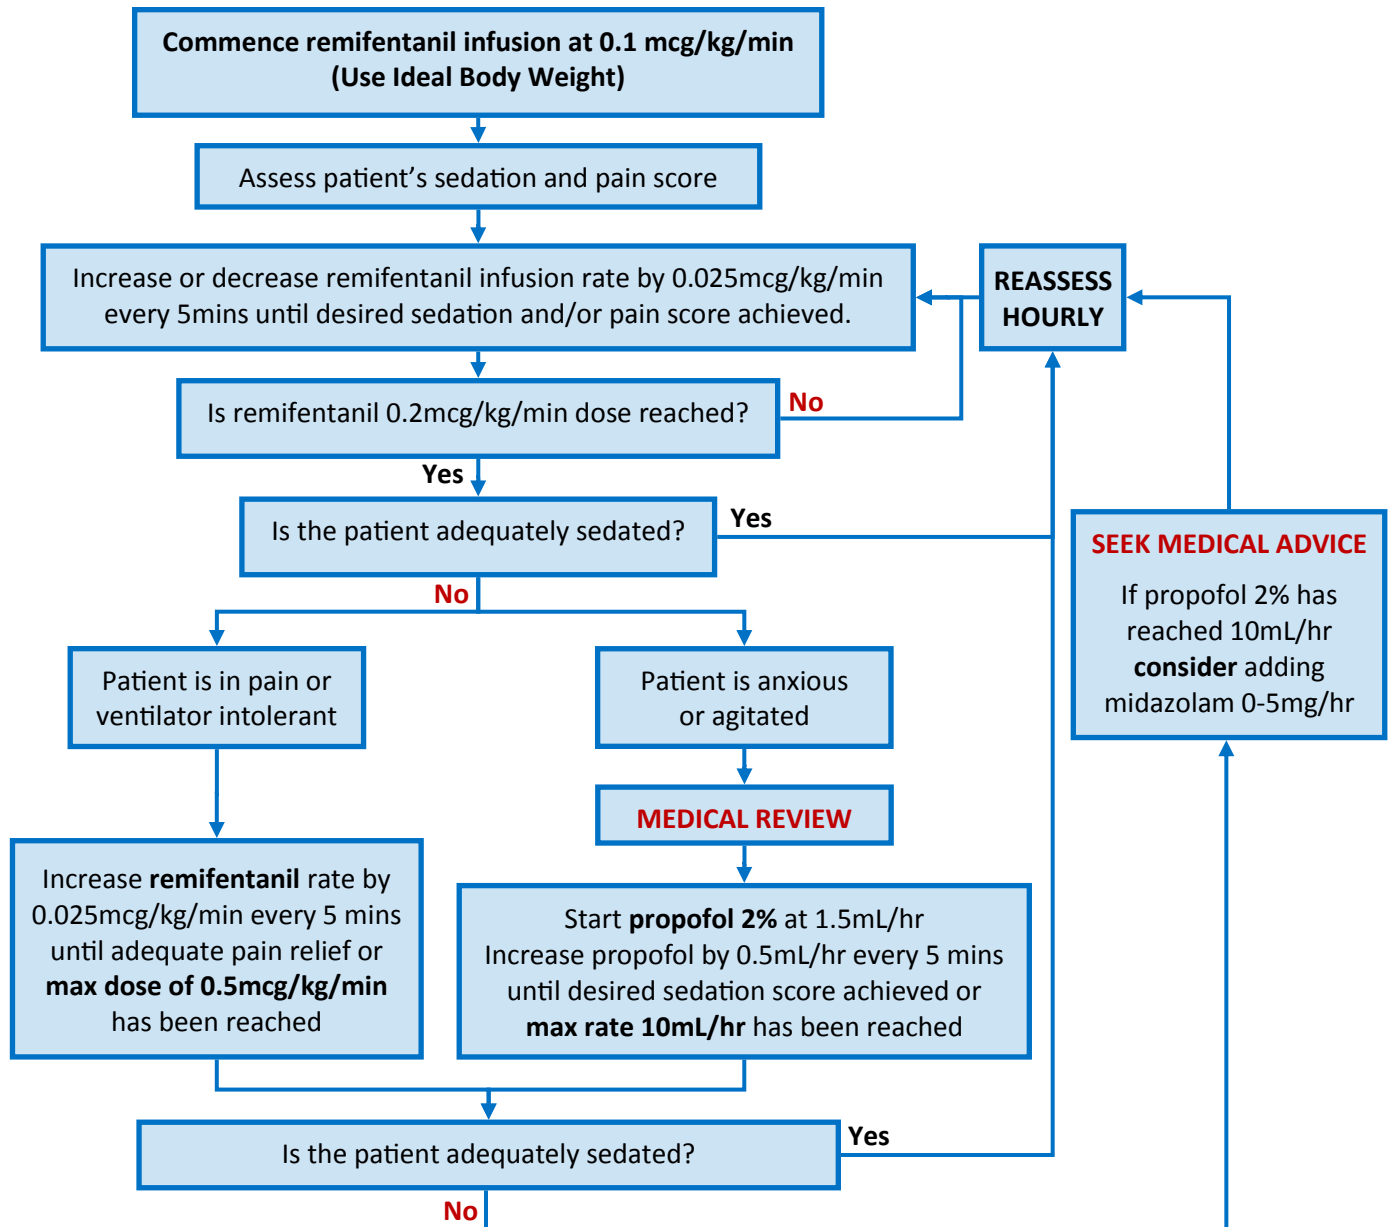 Commence remifentanil infusion at 0.1 mcg/kg/min
(Use Ideal Body Weight)
Assess patient's sedation and pain score
Increase or decrease remifentanil infusion rate by 0.025mcg/kg/min
every 5mins until desired sedation and/or pain score achieved.
REASSESS
HOURLY
Is remifentanil 0.2mcg/kg/min dose reached?
No
Yes
Is the patient adequately sedated?
Yes
No
SEEK MEDICAL ADVICE
If propofol 2% has
reached 10mL/hr
consider adding
midazolam 0-5mg/hr
Patient is in pain or
ventilator intolerant
Patient is anxious
or agitated
MEDICAL REVIEW
Increase remifentanil rate by
0.025mcg/kg/min every 5 mins
until adequate pain relief or
max dose of 0.5mcg/kg/min
has been reached
Start propofol 2% at 1.5mL/hr
Increase propofol by 0.5mL/hr every 5 mins
until desired sedation score achieved or
max rate 10mL/hr has been reached
Is the patient adequately sedated?
Yes
No